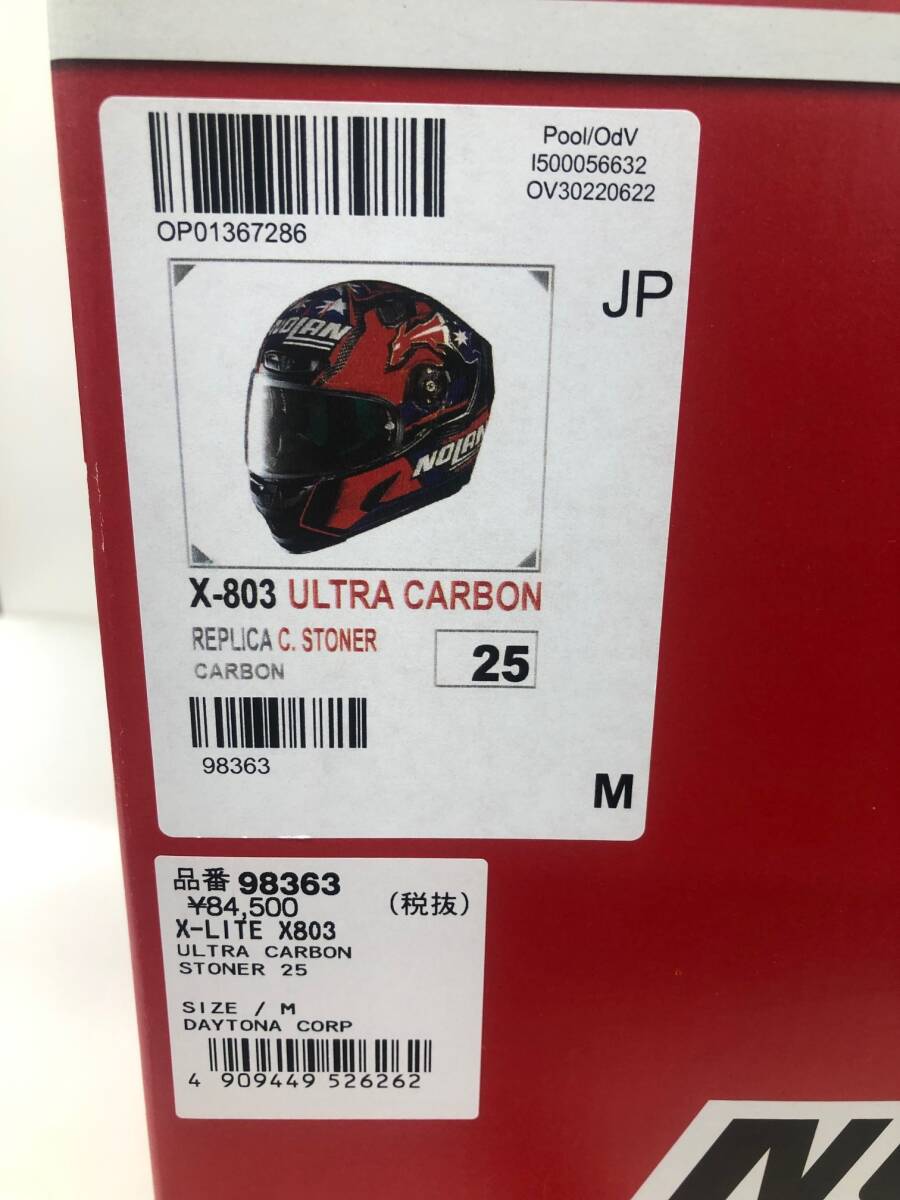 Pool/OdV
I500056632
OV30220622
OP01367286
JP
NOLAN
NOLAN
X-803 ULTRA CARBON
REPLICA C. STONER
CARBON
25
98363
M
品番 98363
¥84,500 (税抜)
X-LITE X803
ULTRA CARBON
STONER 25
SIZE / M
DAYTONA CORP
4 909449 526262